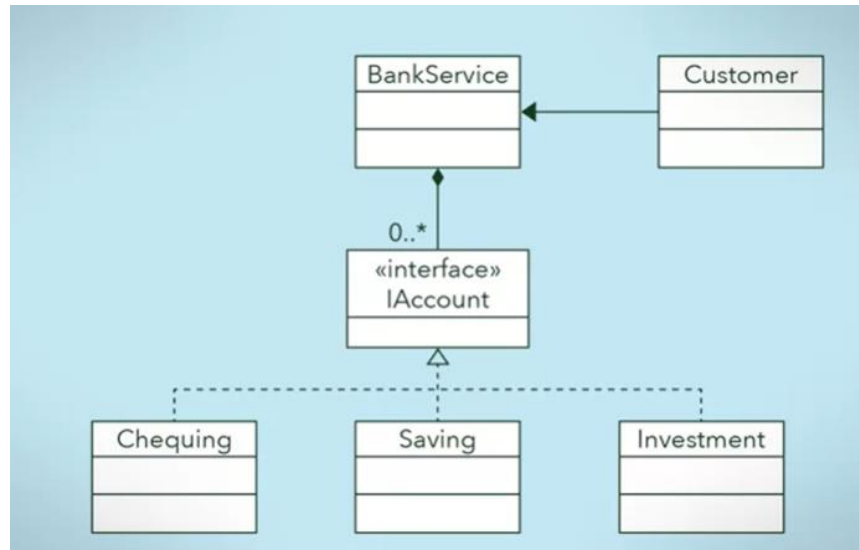 BankService
Customer
0..*
«interface»
IAccount
Chequing
Saving
Investment